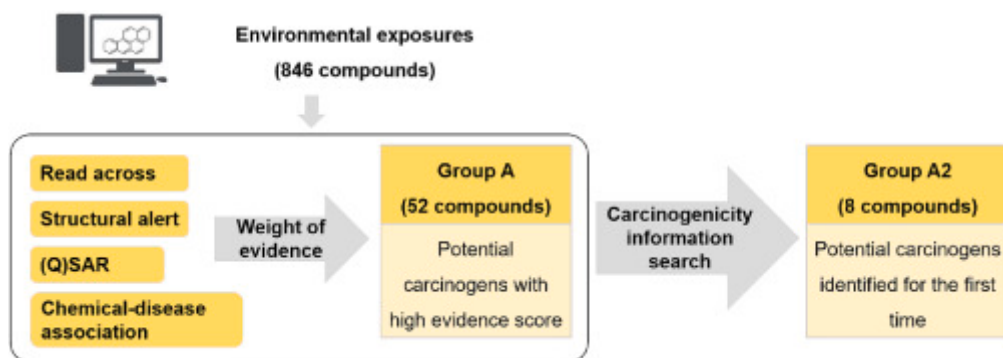 Environmental exposures
(846 compounds)
Read across
Structural alert
(Q)SAR
Chemical-disease
association
Weight of
evidence
Group A
(52 compounds)
Potential
carcinogens with
high evidence score
Carcinogenicity
information
search
Group A2
(8 compounds)
Potential carcinogens
identified for the first
time